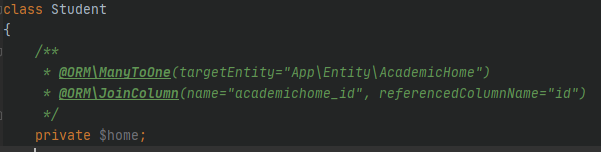 class Student
{
/**
* @ORM\ManyToOne(targetEntity="App\Entity\AcademicHome")
* @ORM\JoinColumn(name="academichome_id", referencedColumnName="id")
*/
private $home;